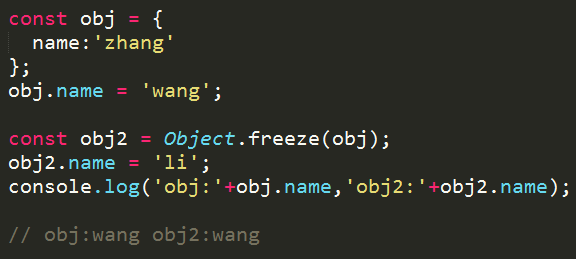 const obj = {
  name:'zhang'
};
obj.name = 'wang';

const obj2 = Object.freeze(obj);
obj2.name = 'li';
console.log('obj:'+obj.name,'obj2:'+obj2.name);

// obj:wang obj2:wang